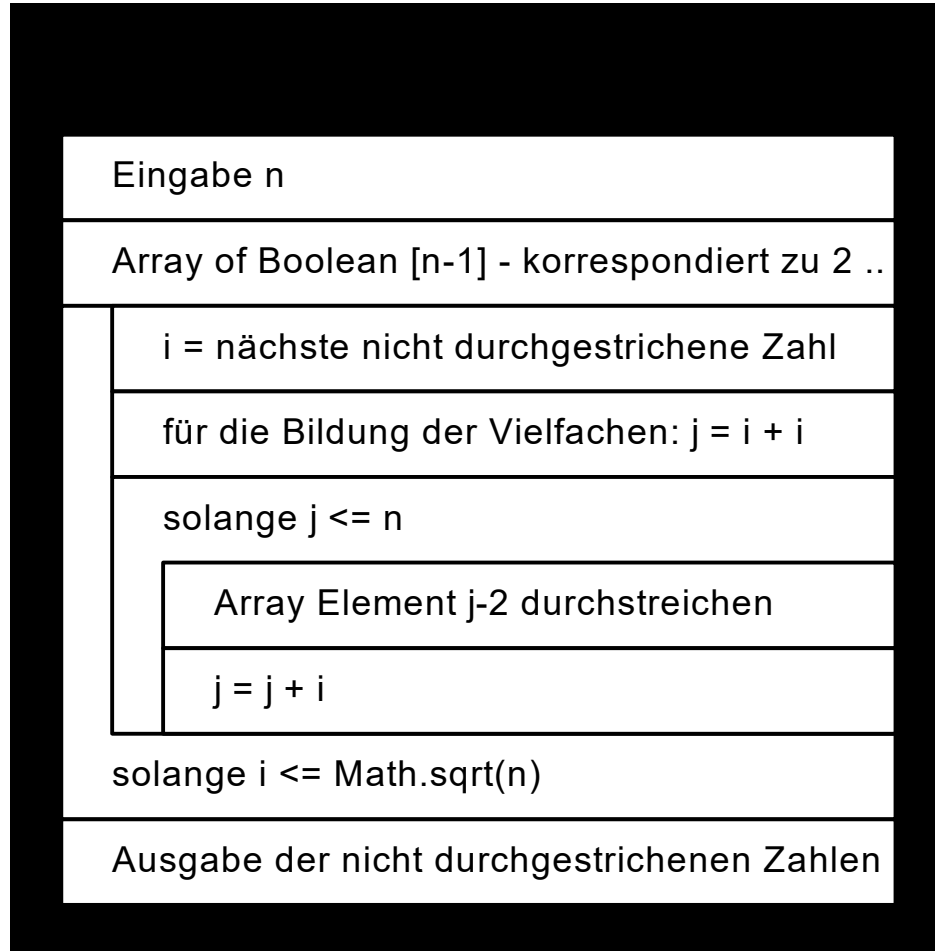 Eingabe n
Array of Boolean [n-1] - korrespondiert zu 2 ..
i = nächste nicht durchgestrichene Zahl
für die Bildung der Vielfachen: j = i + i
solange j <= n
Array Element j-2 durchstreichen
j = j + i
solange i <= Math.sqrt(n)
Ausgabe der nicht durchgestrichenen Zahlen